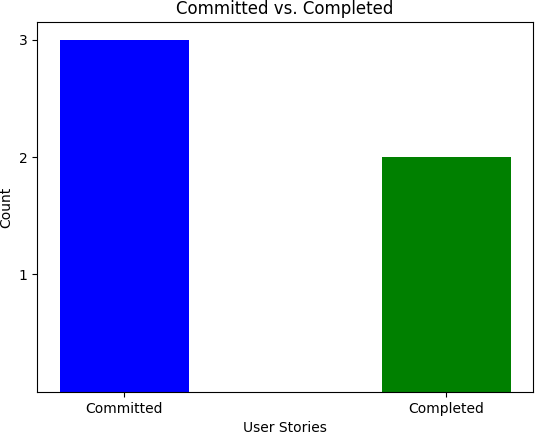 Committed vs. Completed
3
2
1
Count
Committed
Completed
User Stories